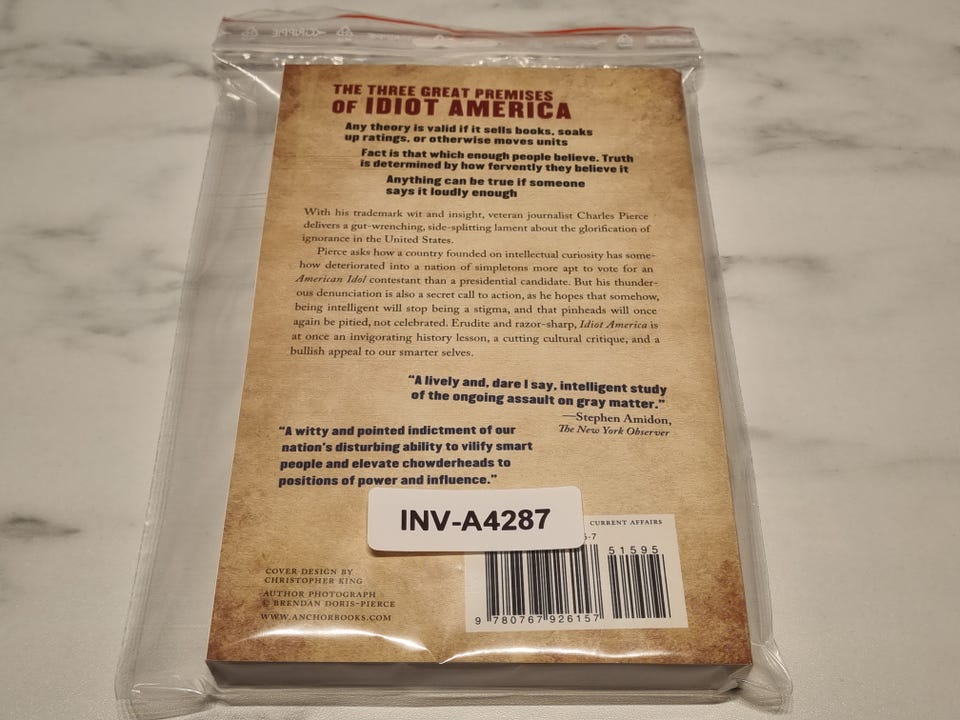 THE THREE GREAT PREMISES
OF IDIOT AMERICA
Any theory is valid if it sells books, soaks
up ratings, or otherwise moves units
Fact is that which enough people believe. Truth
is determined by how fervently they believe it
Anything can be true if someone
says it loudly enough
With his trademark wit and insight, veteran journalist Charles Pierce
delivers a gut-wrenching, side-splitting lament about the glorification of
ignorance in the United States.
Pierce asks how a country founded on intellectual curiosity has some-
how deteriorated into a nation of simpletons more apt to vote for an
American Idol contestant than a presidential candidate. But his thunder-
ous denunciation is also a secret call to action, as he hopes that somehow,
being intelligent will stop being a stigma, and that pinheads will once
again be pitied, not celebrated. Erudite and razor-sharp, Idiot America is
at once an invigorating history lesson, a cutting cultural critique, and a
bullish appeal to our smarter selves.
“A lively and, dare I say, intelligent study
of the ongoing assault on gray matter.”
—Stephen Amidon,
The New York Observer
“A witty and pointed indictment of our
nation’s disturbing ability to vilify smart
people and elevate chowderheads to
positions of power and influence.”
INV-A4287
CURRENT AFFAIRS
-7
51595
9 780767 926157
COVER DESIGN BY
CHRISTOPHER KING
AUTHOR PHOTOGRAPH
© BRENDAN DORIS-PIERCE
WWW.ANCHORBOOKS.COM